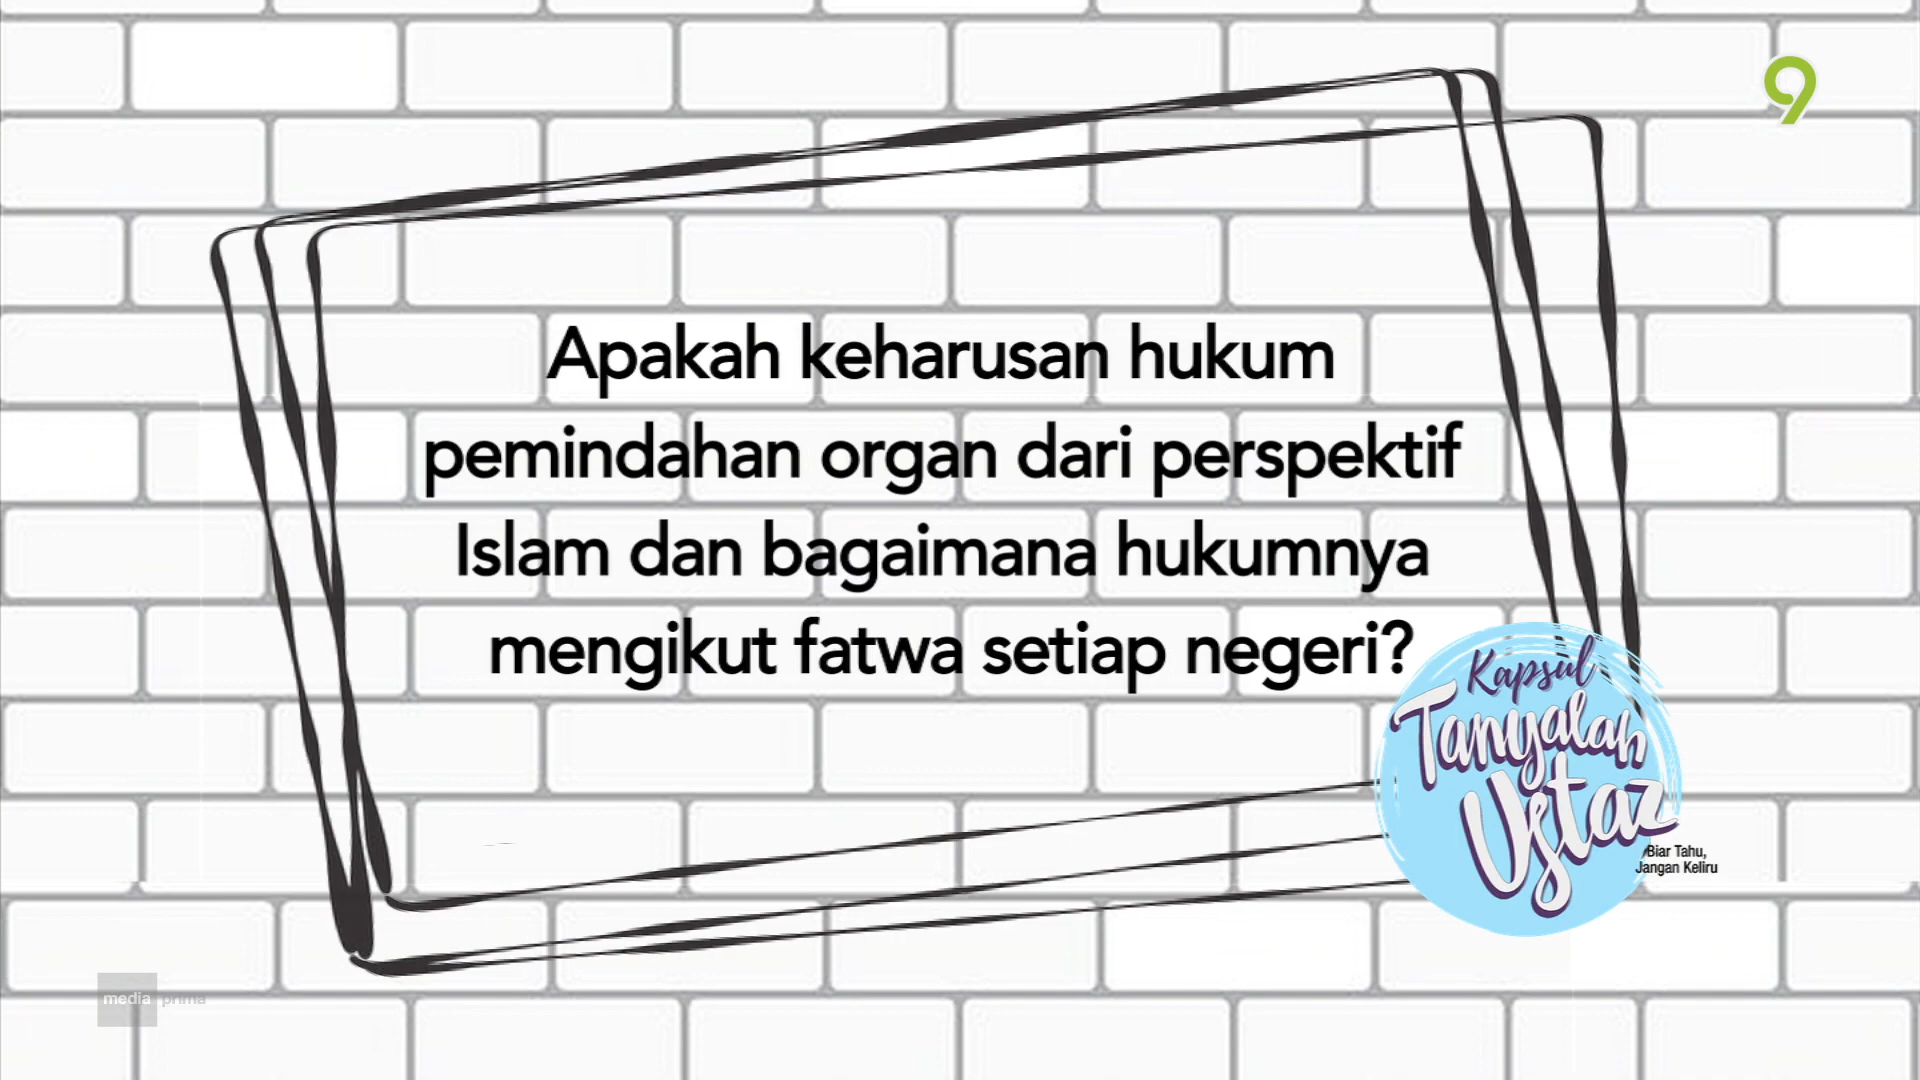 9
Apakah keharusan hukum
pemindahan organ dari perspektif
Islam dan bagaimana hukumnya
mengikut fatwa setiap negeri?
Kapsul
Tanyalah
Ustaz
Biar Tahu,
Jangan Keliru
media prima